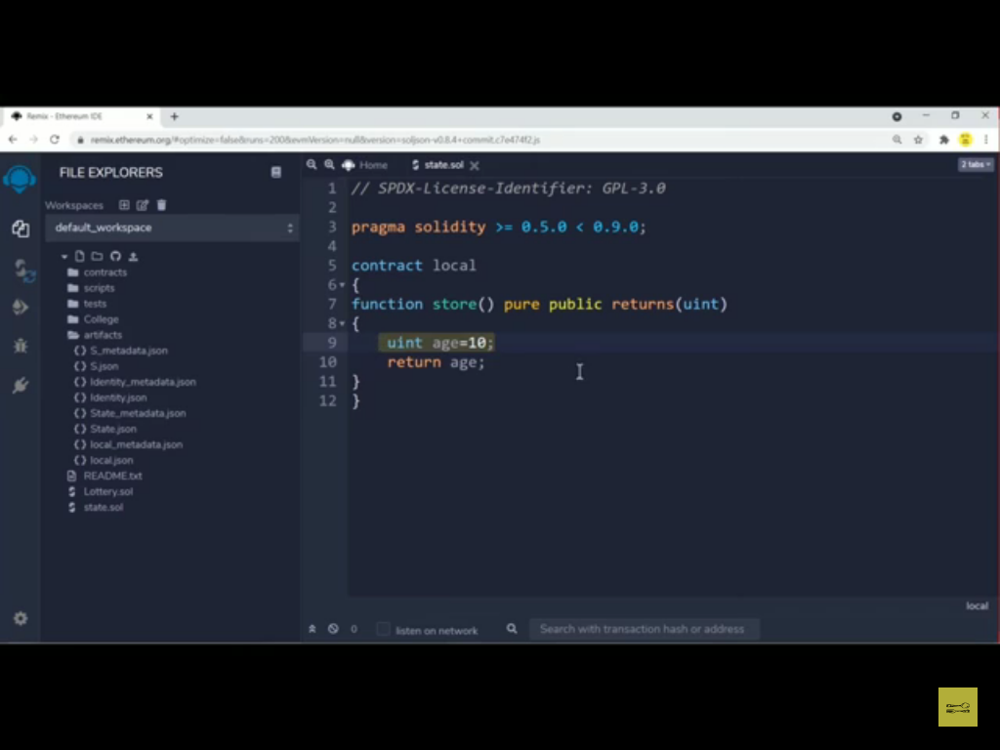 Remix - Ethereum IDE
remix.ethereum.org/#optimize=false&runs=200&evmVersion=null&version=soljson-v0.8.4+commit.c7e474f2.js
FILE EXPLORERS
Workspaces
default_workspace
contracts
scripts
tests
College
artifacts
{} S_metadata.json
{} S.json
{} Identity_metadata.json
{} Identity.json
{} State_metadata.json
{} State.json
{} local_metadata.json
{} local.json
README.txt
Lottery.sol
state.sol
Home
state.sol
2 tabs
1 // SPDX-License-Identifier: GPL-3.0
2
3 pragma solidity >= 0.5.0 < 0.9.0;
4
5 contract local
6 {
7 function store() pure public returns(uint)
8 {
9 uint age=10;
10 return age;
11 }
12 }
local
0
listen on network
Search with transaction hash or address